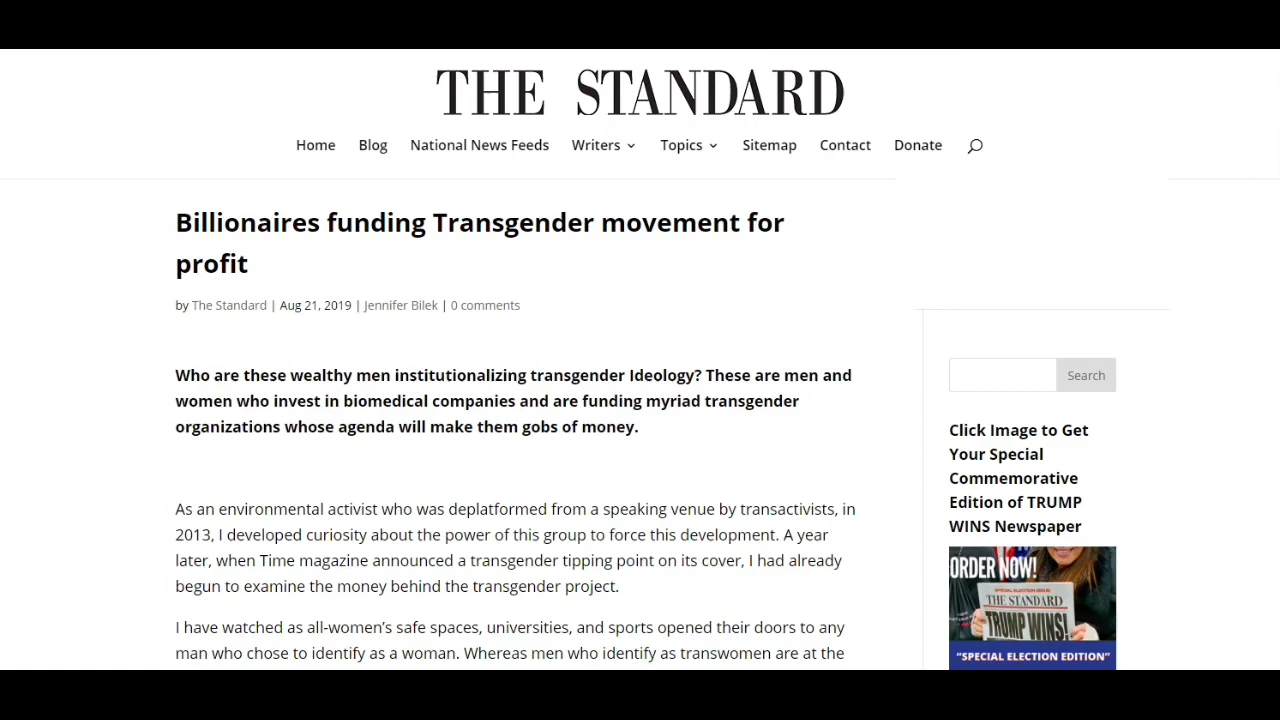 THE STANDARD
Home Blog National News Feeds Writers Topics Sitemap Contact Donate
Billionaires funding Transgender movement for
profit
by The Standard | Aug 21, 2019 | Jennifer Bilek | 0 comments
Who are these wealthy men institutionalizing transgender Ideology? These are men and
women who invest in biomedical companies and are funding myriad transgender
organizations whose agenda will make them gobs of money.
As an environmental activist who was deplatformed from a speaking venue by transactivists, in
2013, I developed curiosity about the power of this group to force this development. A year
later, when Time magazine announced a transgender tipping point on its cover, I had already
begun to examine the money behind the transgender project.
I have watched as all-women’s safe spaces, universities, and sports opened their doors to any
man who chose to identify as a woman. Whereas men who identify as transwomen are at the
Search
Click Image to Get
Your Special
Commemorative
Edition of TRUMP
WINS Newspaper
ORDER NOW!
SPECIAL ELECTION ISSUE
THE STANDARD
TRUMP WINS!
“SPECIAL ELECTION EDITION”